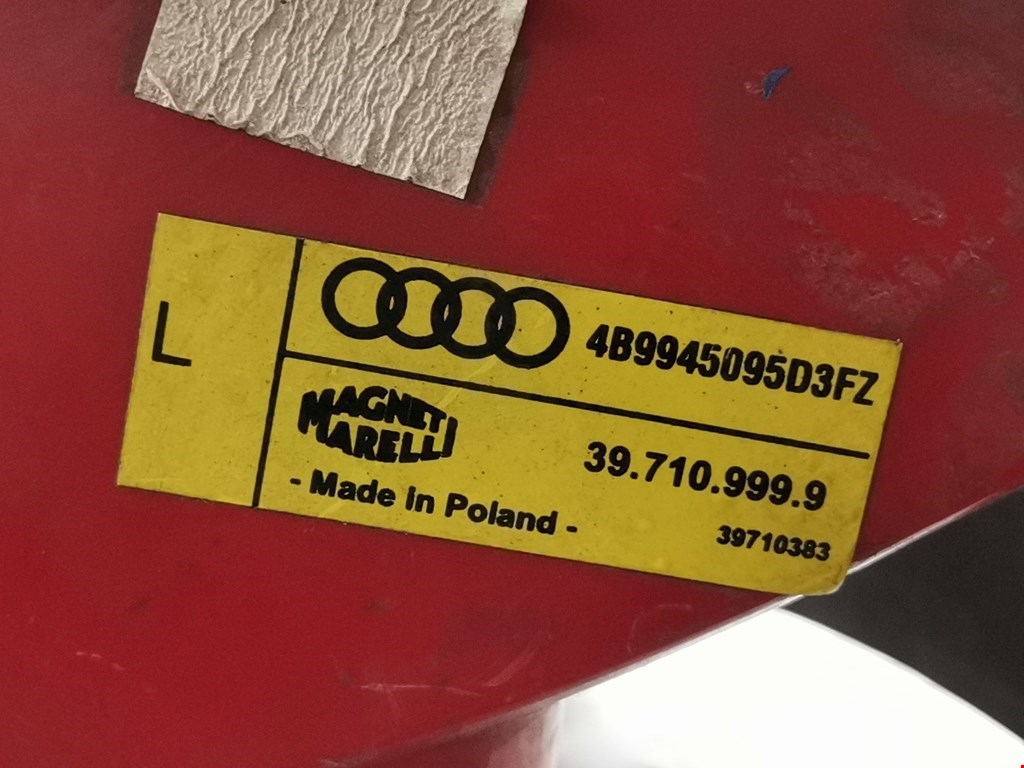 L
4B9945095D3FZ
MAGNETI
MARELLI
39.710.999.9
- Made in Poland -
39710383